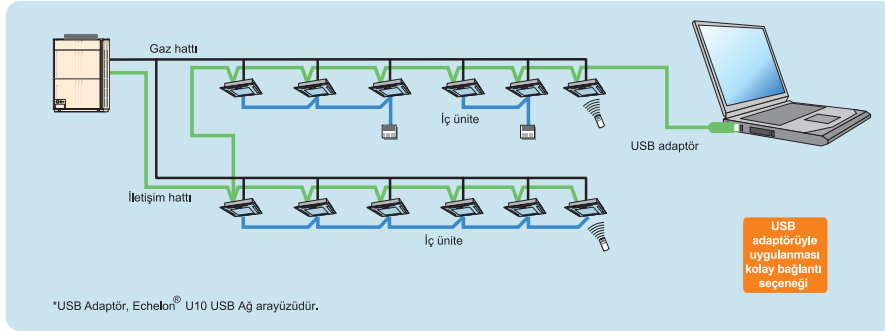 Gaz hattı
İç ünite
USB adaptör
İletişim hattı
İç ünite
USB
adaptörüyle
uygulanması
kolay bağlantı
seçeneği
*USB Adaptör, Echelon® U10 USB Ağ arayüzüdür.